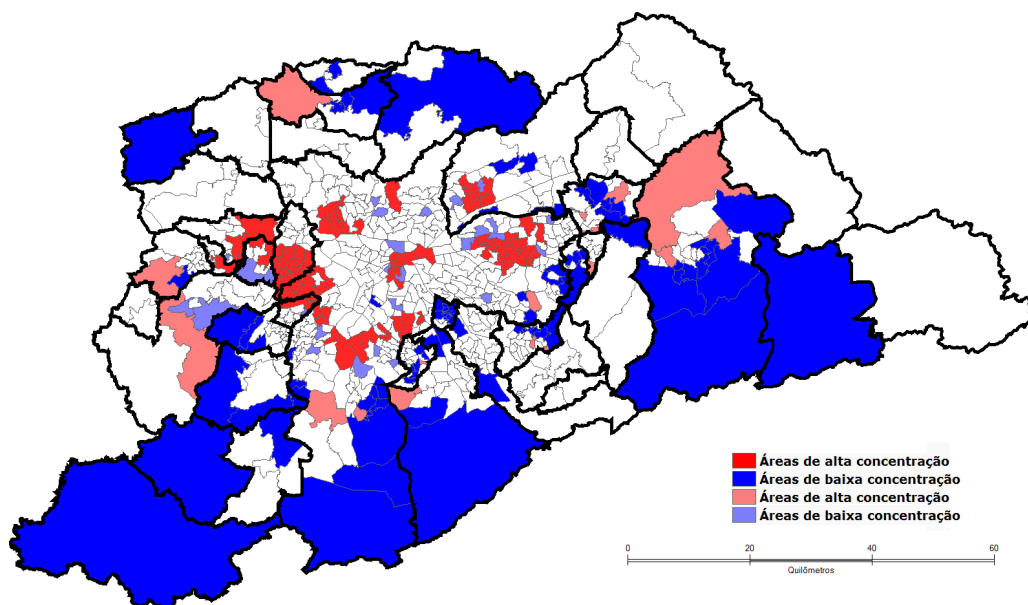 Áreas de alta concentração
Áreas de baixa concentração
Áreas de alta concentração
Áreas de baixa concentração
0 20 40 60
Quilômetros